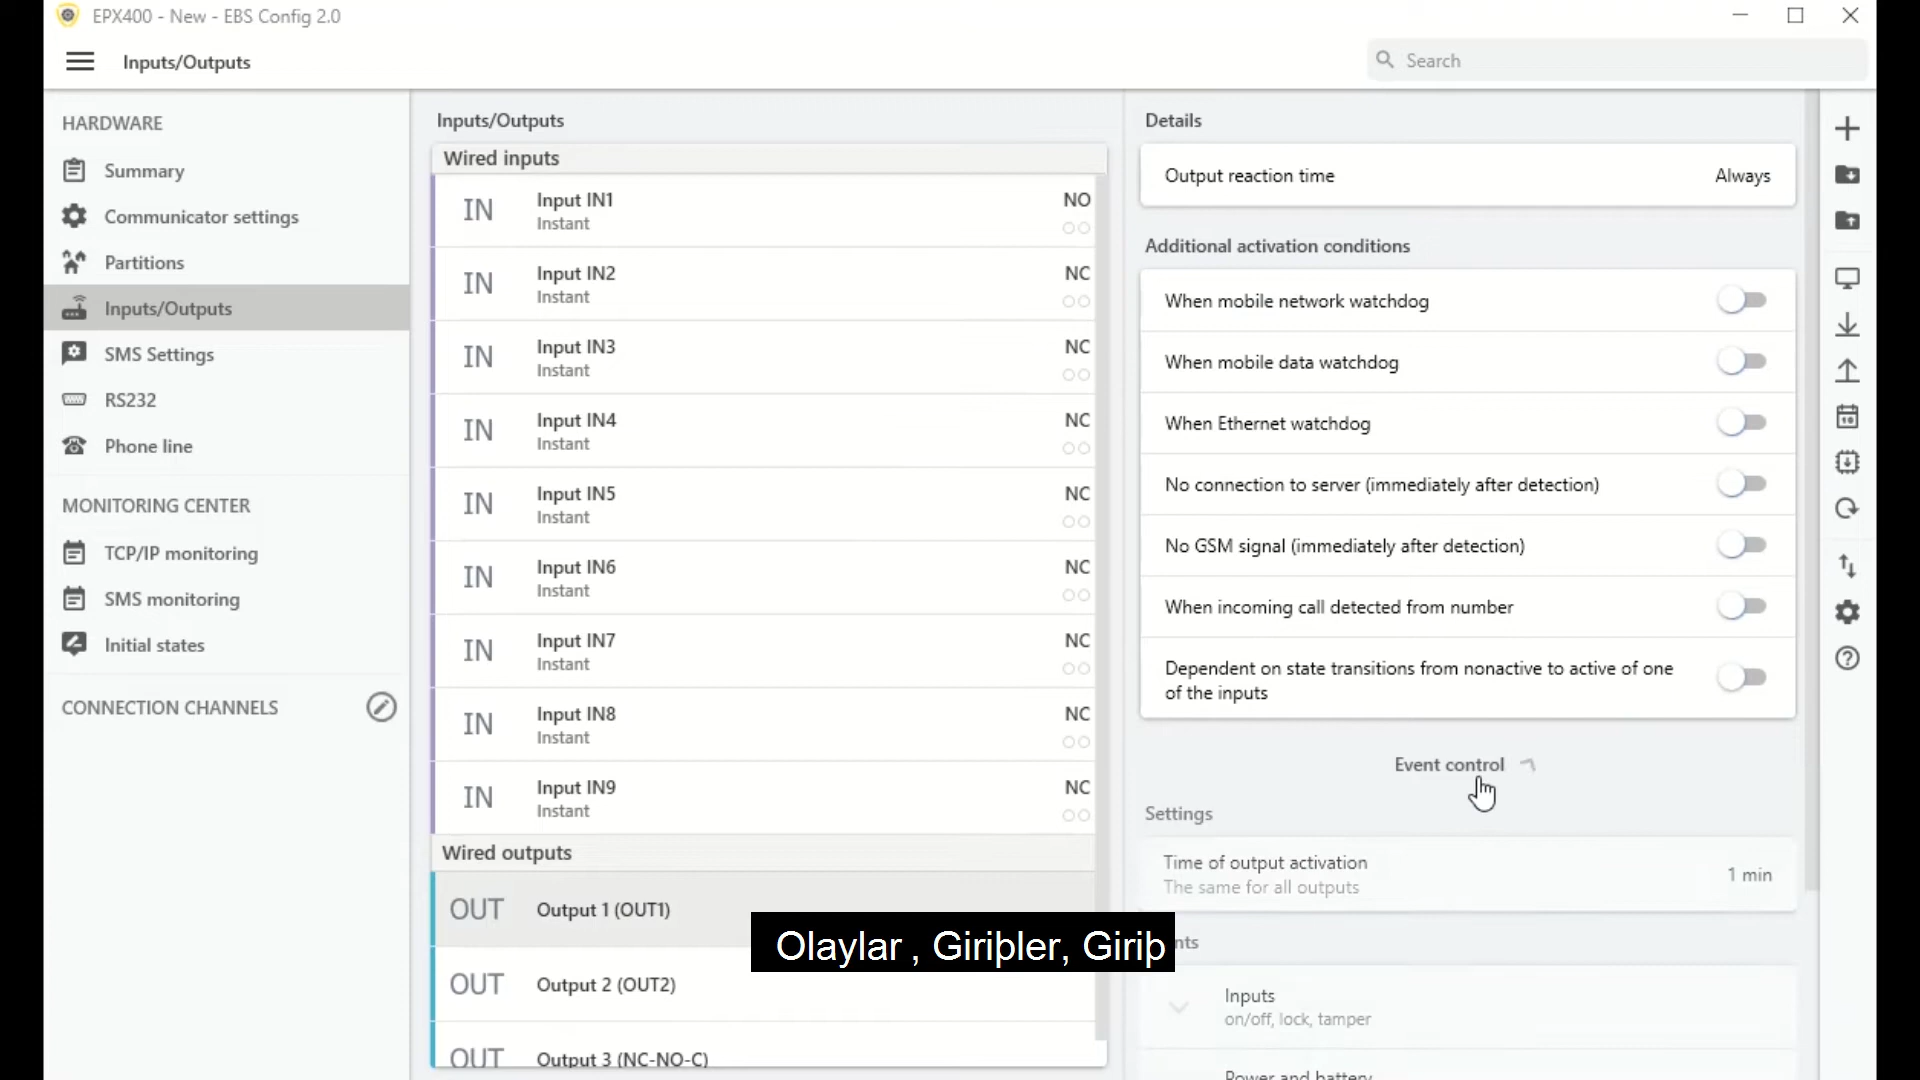 EPX400 - New - EBS Config 2.0
Inputs/Outputs
Search
HARDWARE
Summary
Communicator settings
Partitions
Inputs/Outputs
SMS Settings
RS232
Phone line
MONITORING CENTER
TCP/IP monitoring
SMS monitoring
Initial states
CONNECTION CHANNELS
Inputs/Outputs
Wired inputs
IN Input IN1 NO
Instant
IN Input IN2 NC
Instant
IN Input IN3 NC
Instant
IN Input IN4 NC
Instant
IN Input IN5 NC
Instant
IN Input IN6 NC
Instant
IN Input IN7 NC
Instant
IN Input IN8 NC
Instant
IN Input IN9 NC
Instant
Wired outputs
OUT Output 1 (OUT1)
OUT Output 2 (OUT2)
OUT Output 3 (NC-NO-C)
Details
Output reaction time Always
Additional activation conditions
When mobile network watchdog
When mobile data watchdog
When Ethernet watchdog
No connection to server (immediately after detection)
No GSM signal (immediately after detection)
When incoming call detected from number
Dependent on state transitions from nonactive to active of one
of the inputs
Event control
Settings
Time of output activation 1 min
The same for all outputs
nts
Inputs
on/off, lock, tamper
Power and battery
Olaylar , Giriþler, Giriþ